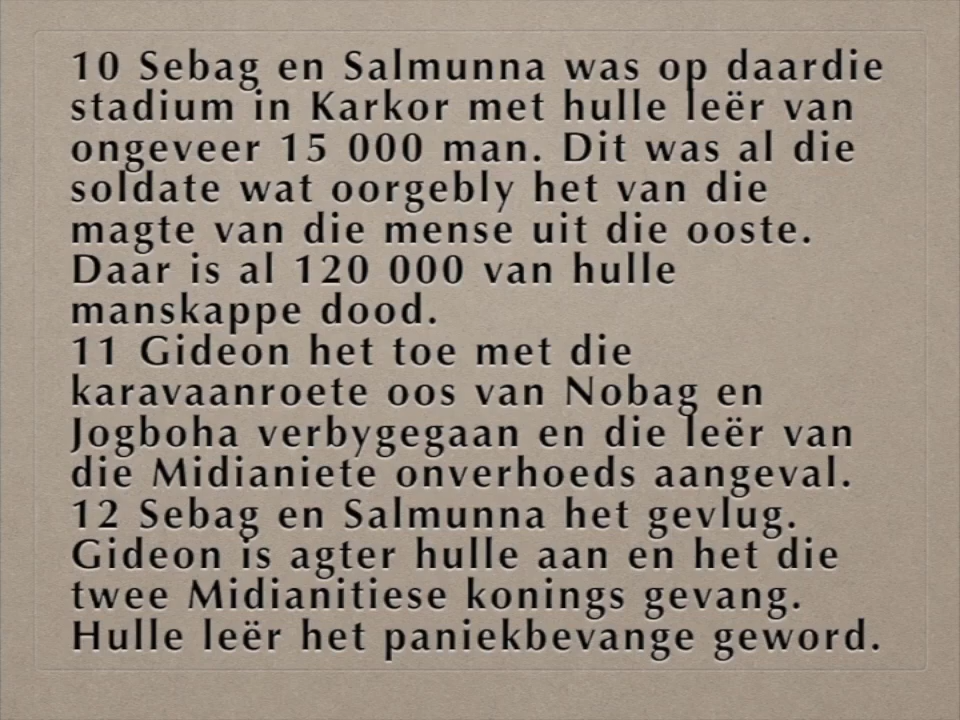 10 Sebag en Salmunna was op daardie
stadium in Karkor met hulle leër van
ongeveer 15 000 man. Dit was al die
soldate wat oorgebly het van die
magte van die mense uit die ooste.
Daar is al 120 000 van hulle
manskappe dood.
11 Gideon het toe met die
karavaanroete oos van Nobag en
Jogboha verbygegaan en die leër van
die Midianiete onverhoeds aangeval.
12 Sebag en Salmunna het gevlug.
Gideon is agter hulle aan en het die
twee Midianitiese konings gevang.
Hulle leër het paniekbevange geword.